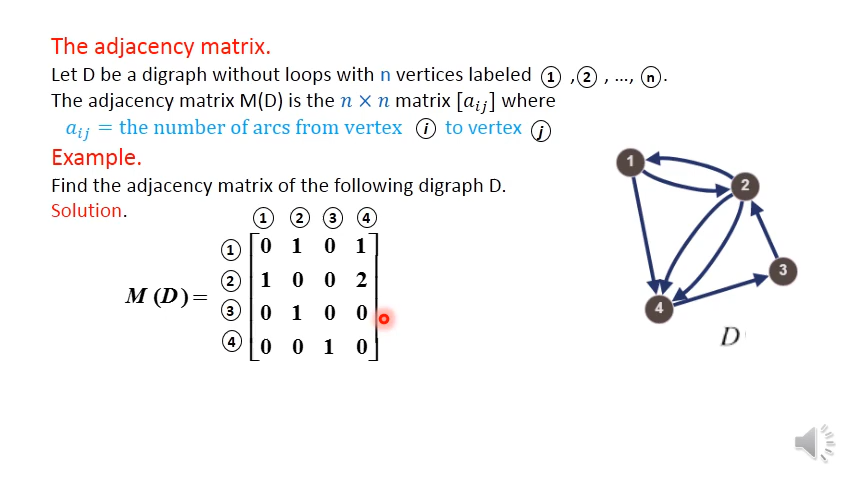 The adjacency matrix.
Let D be a digraph without loops with n vertices labeled ① ,② , ..., ⓝ.
The adjacency matrix M(D) is the n × n matrix [aᵢⱼ] where
aᵢⱼ = the number of arcs from vertex ⓘ to vertex ⓙ
Example.
Find the adjacency matrix of the following digraph D.
Solution.
① ② ③ ④
① 0 1 0 1
② 1 0 0 2
M (D) =
③ 0 1 0 0
④ 0 0 1 0
1
2
3
4
D